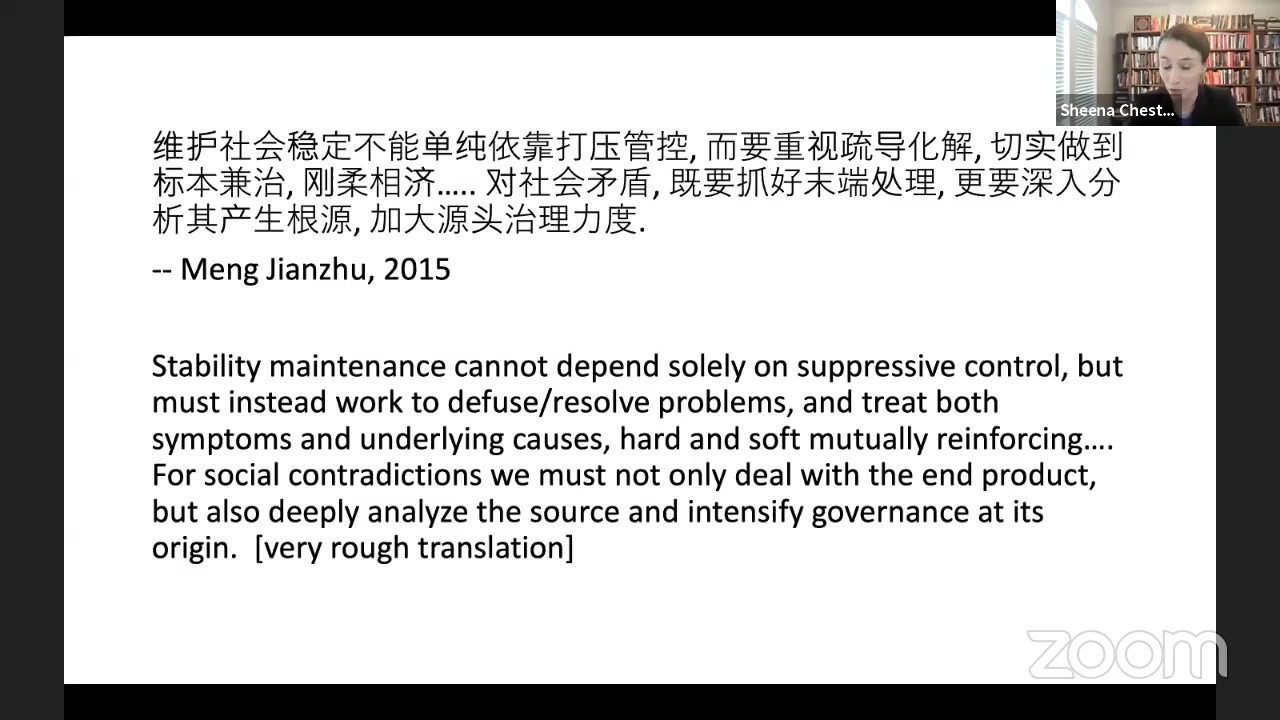 Sheena Chest...
维护社会稳定不能单纯依靠打压管控, 而要重视疏导化解, 切实做到
标本兼治, 刚柔相济..... 对社会矛盾, 既要抓好末端处理, 更要深入分
析其产生根源, 加大源头治理力度.
-- Meng Jianzhu, 2015
Stability maintenance cannot depend solely on suppressive control, but
must instead work to defuse/resolve problems, and treat both
symptoms and underlying causes, hard and soft mutually reinforcing....
For social contradictions we must not only deal with the end product,
but also deeply analyze the source and intensify governance at its
origin.  [very rough translation]
zoom